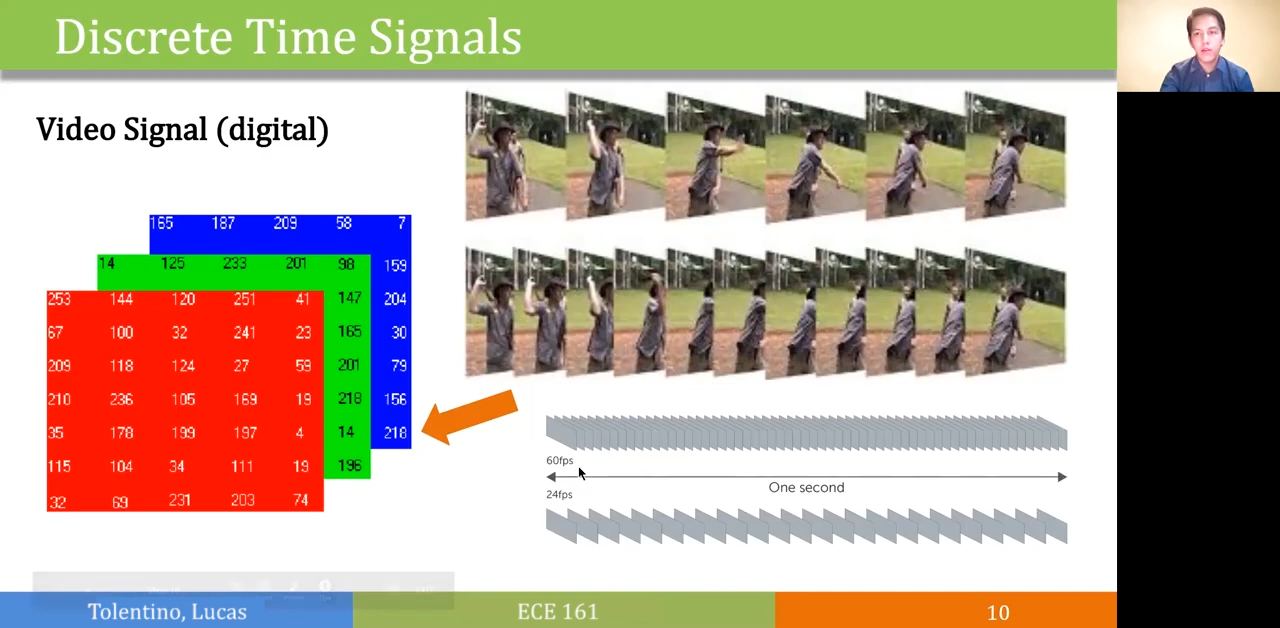 Discrete Time Signals
Video Signal (digital)
165 187 209 58 7
14 125 233 201 98 159
253 144 120 251 41 147 204
67 100 32 241 23 165 30
209 118 124 27 59 201 79
210 236 105 169 19 218 156
35 178 199 197 4 14 218
115 104 34 111 19 196
32 69 231 203 74
60fps
One second
24fps
Tolentino, Lucas
ECE 161
10